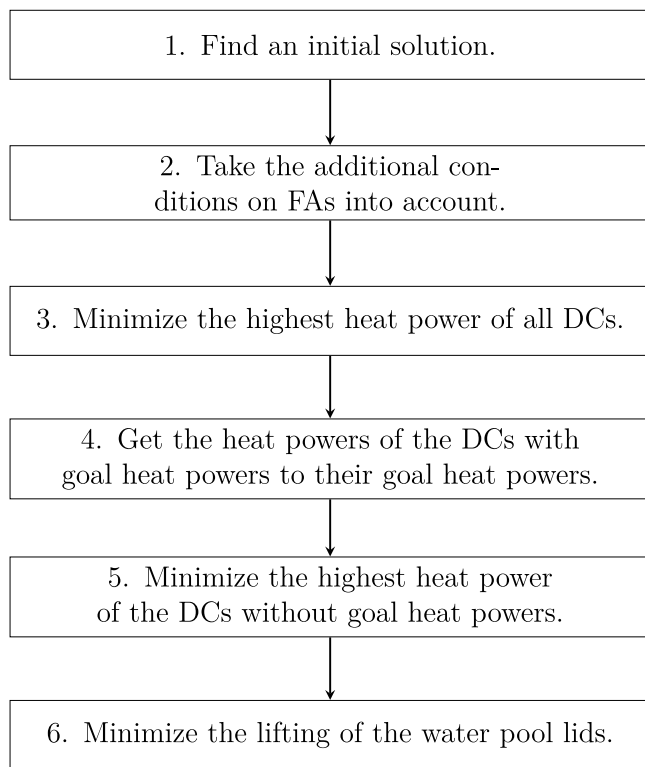 1. Find an initial solution.
2. Take the additional con-
ditions on FAs into account.
3. Minimize the highest heat power of all DCs.
4. Get the heat powers of the DCs with
goal heat powers to their goal heat powers.
5. Minimize the highest heat power
of the DCs without goal heat powers.
6. Minimize the lifting of the water pool lids.